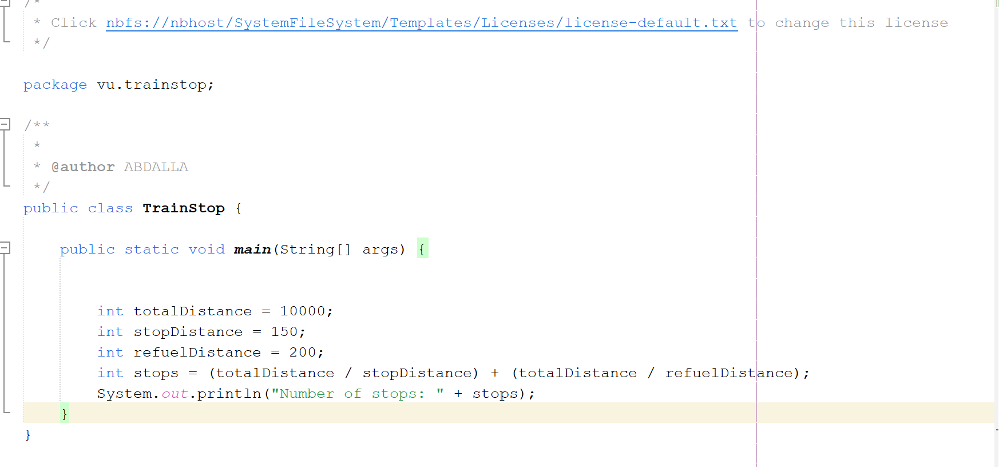 /*
* Click nbfs://nbhost/SystemFileSystem/Templates/Licenses/license-default.txt to change this license
*/
package vu.trainstop;
/**
*
* @author ABDALLA
*/
public class TrainStop {
public static void main(String[] args) {
int totalDistance = 10000;
int stopDistance = 150;
int refuelDistance = 200;
int stops = (totalDistance / stopDistance) + (totalDistance / refuelDistance);
System.out.println("Number of stops: " + stops);
}
}